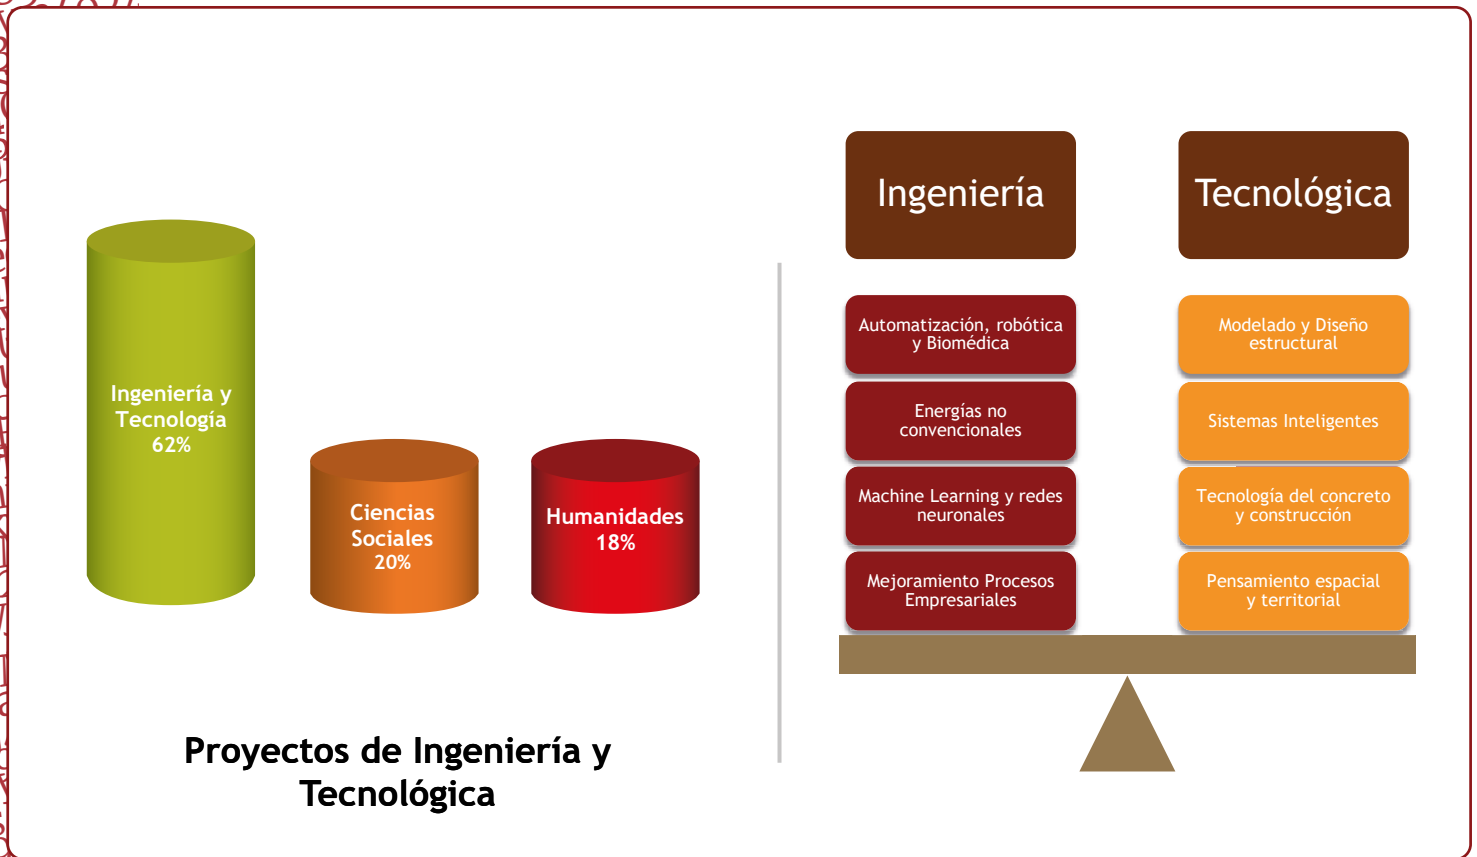 Ingeniería y
Tecnología
62%
Ciencias
Sociales
20%
Humanidades
18%
Proyectos de Ingeniería y
Tecnológica
Ingeniería
Automatización, robótica
y Biomédica
Energías no
convencionales
Machine Learning y redes
neuronales
Mejoramiento Procesos
Empresariales
Tecnológica
Modelado y Diseño
estructural
Sistemas Inteligentes
Tecnología del concreto
y construcción
Pensamiento espacial
y territorial